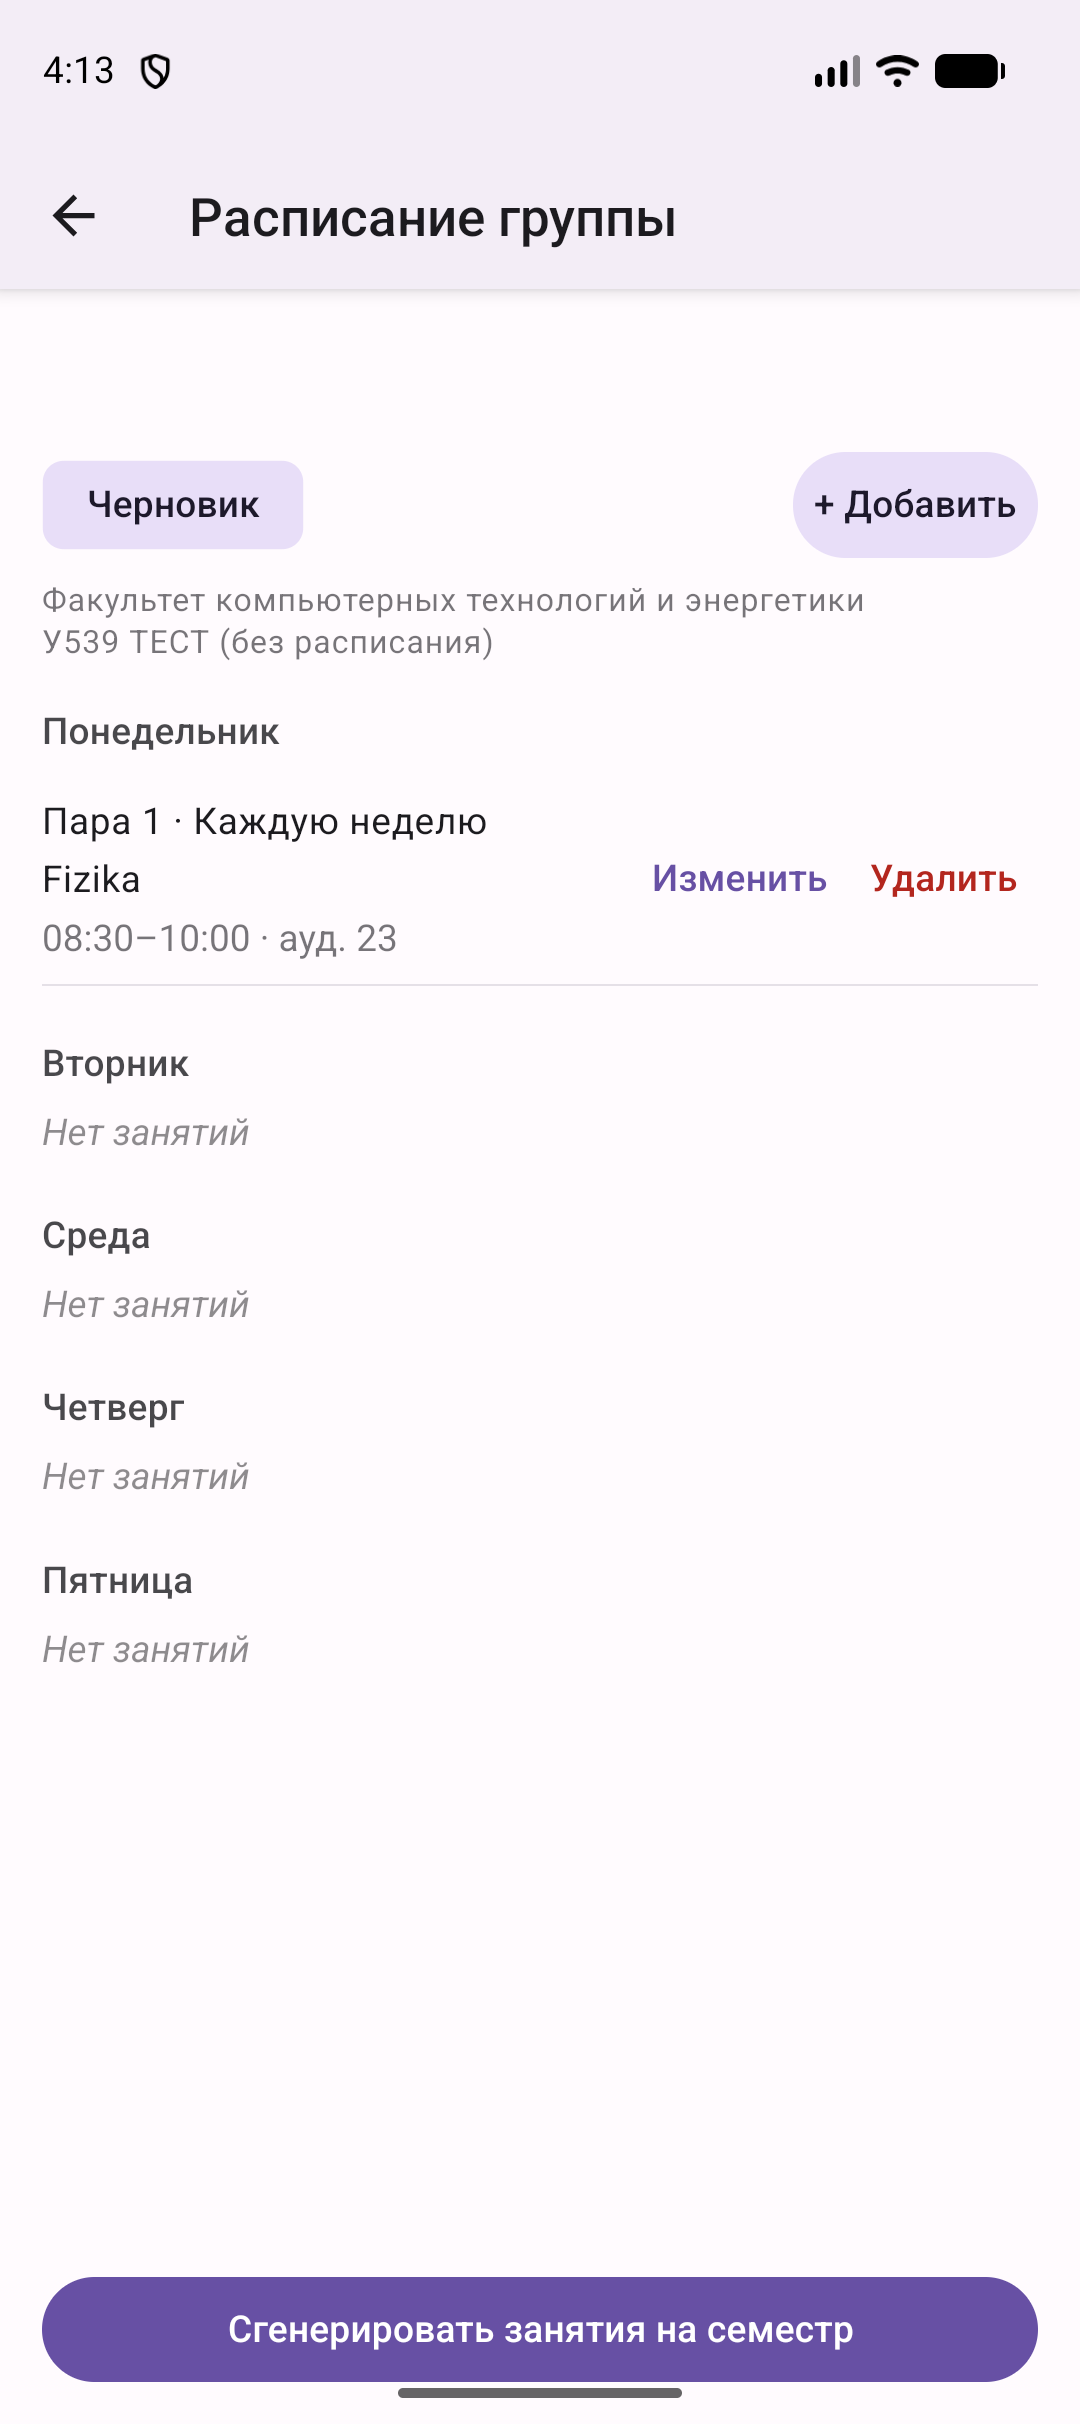 4:13
Расписание группы
Черновик
+ Добавить
Факультет компьютерных технологий и энергетики
У539 ТЕСТ (без расписания)
Понедельник
Пара 1 · Каждую неделю
Fizika
Изменить
Удалить
08:30–10:00 · ауд. 23
Вторник
Нет занятий
Среда
Нет занятий
Четверг
Нет занятий
Пятница
Нет занятий
Сгенерировать занятия на семестр